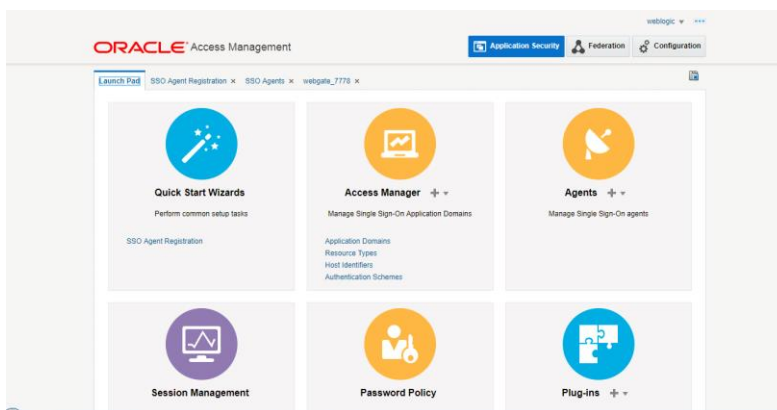 weblogic
ORACLE Access Management
Application Security Federation Configuration
Launch Pad SSO Agent Registration x SSO Agents x webgate_7778 x
Quick Start Wizards
Perform common setup tasks
SSO Agent Registration
Access Manager
Manage Single Sign-On Application Domains
Application Domains
Resource Types
Host Identifiers
Authentication Schemes
Agents
Manage Single Sign-On agents
Session Management
Password Policy
Plug-ins